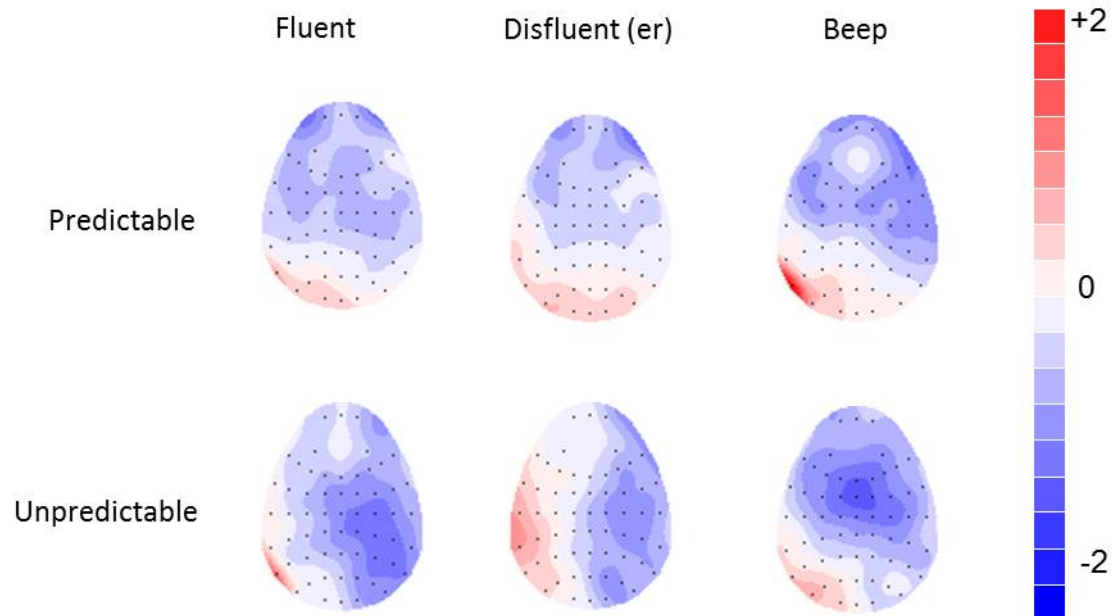 Fluent
Disfluent (er)
Beep
+2
Predictable
0
Unpredictable
-2